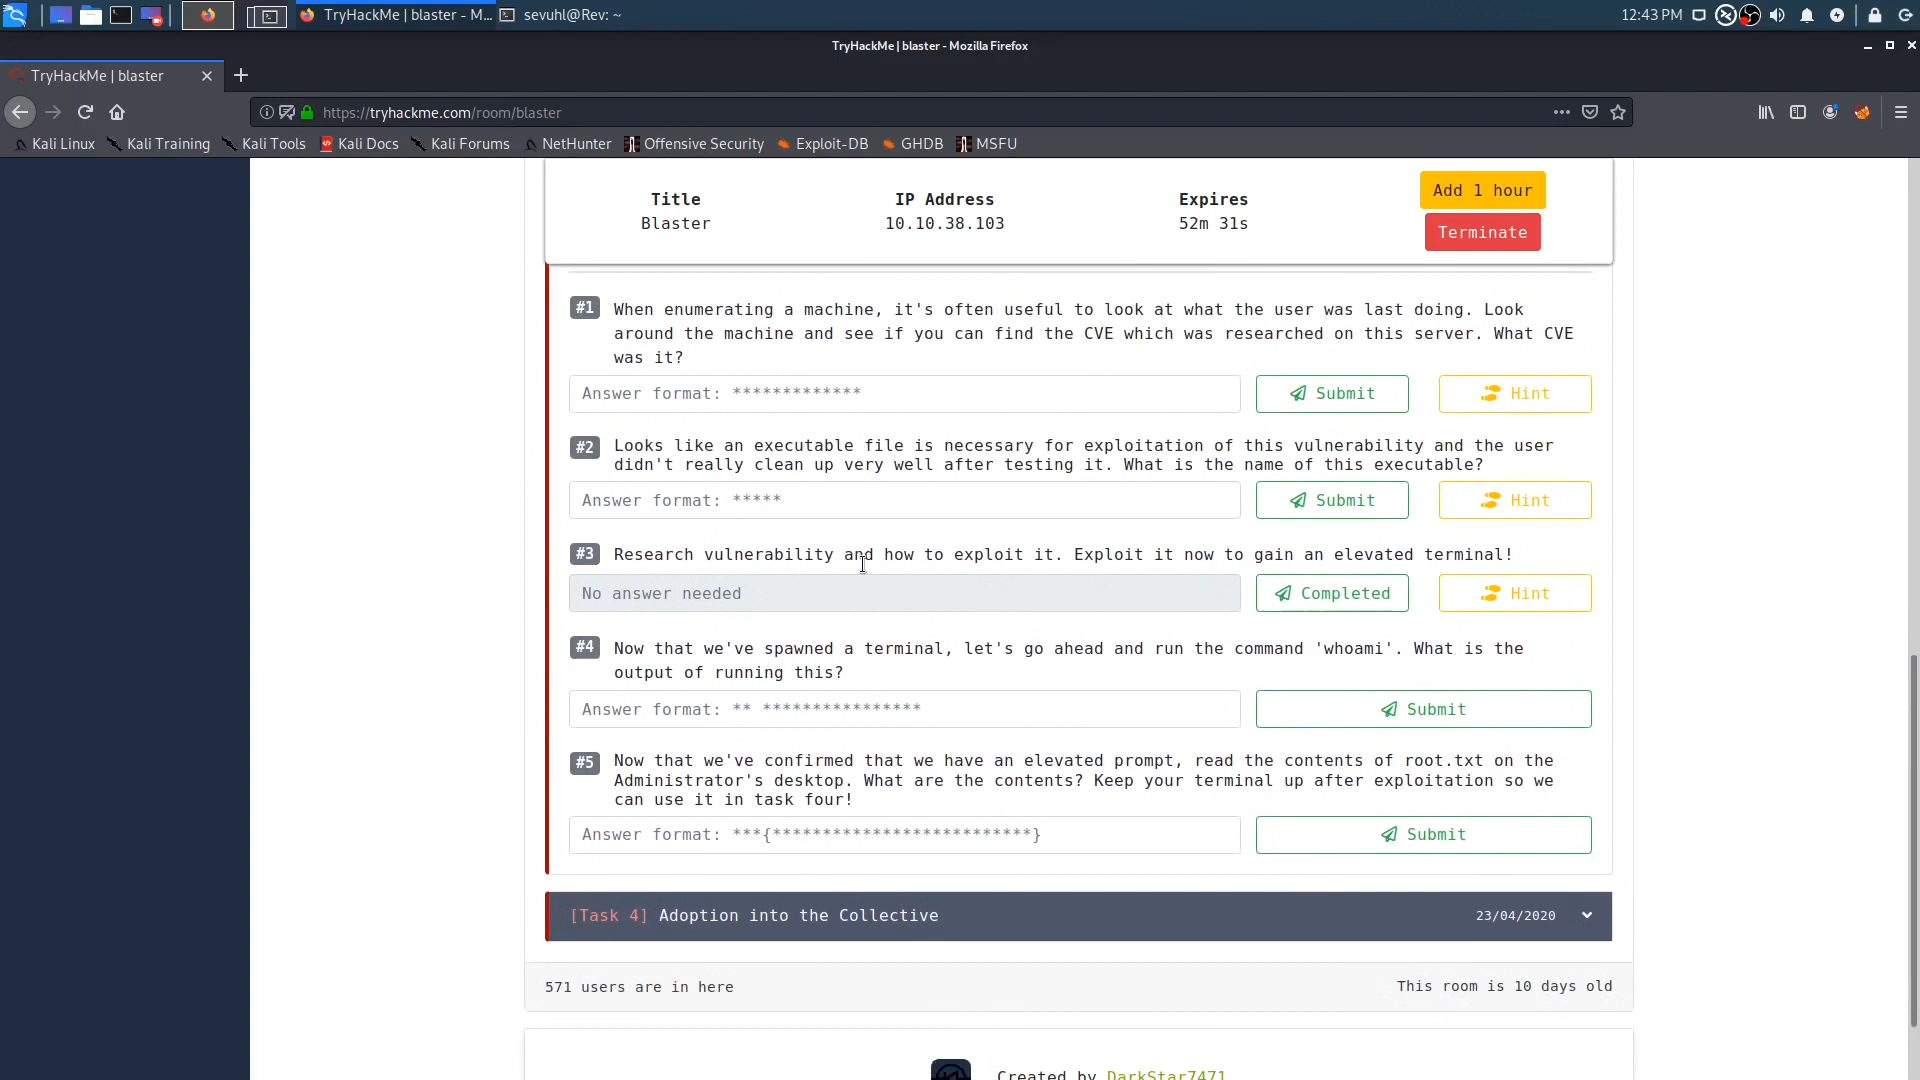 TryHackMe | blaster - M...
sevuhl@Rev: ~
12:43 PM
TryHackMe | blaster - Mozilla Firefox
TryHackMe | blaster
https://tryhackme.com/room/blaster
Kali Linux Kali Training Kali Tools Kali Docs Kali Forums NetHunter Offensive Security Exploit-DB GHDB MSFU
Title IP Address Expires
Blaster 10.10.38.103 52m 31s
Add 1 hour
Terminate
#1 When enumerating a machine, it's often useful to look at what the user was last doing. Look
around the machine and see if you can find the CVE which was researched on this server. What CVE
was it?
Answer format: ************* Submit Hint
#2 Looks like an executable file is necessary for exploitation of this vulnerability and the user
didn't really clean up very well after testing it. What is the name of this executable?
Answer format: ***** Submit Hint
#3 Research vulnerability and how to exploit it. Exploit it now to gain an elevated terminal!
No answer needed Completed Hint
#4 Now that we've spawned a terminal, let's go ahead and run the command 'whoami'. What is the
output of running this?
Answer format: ** **************** Submit
#5 Now that we've confirmed that we have an elevated prompt, read the contents of root.txt on the
Administrator's desktop. What are the contents? Keep your terminal up after exploitation so we
can use it in task four!
Answer format: ***{**************************} Submit
[Task 4] Adoption into the Collective 23/04/2020
571 users are in here This room is 10 days old
Created by DarkStar7471